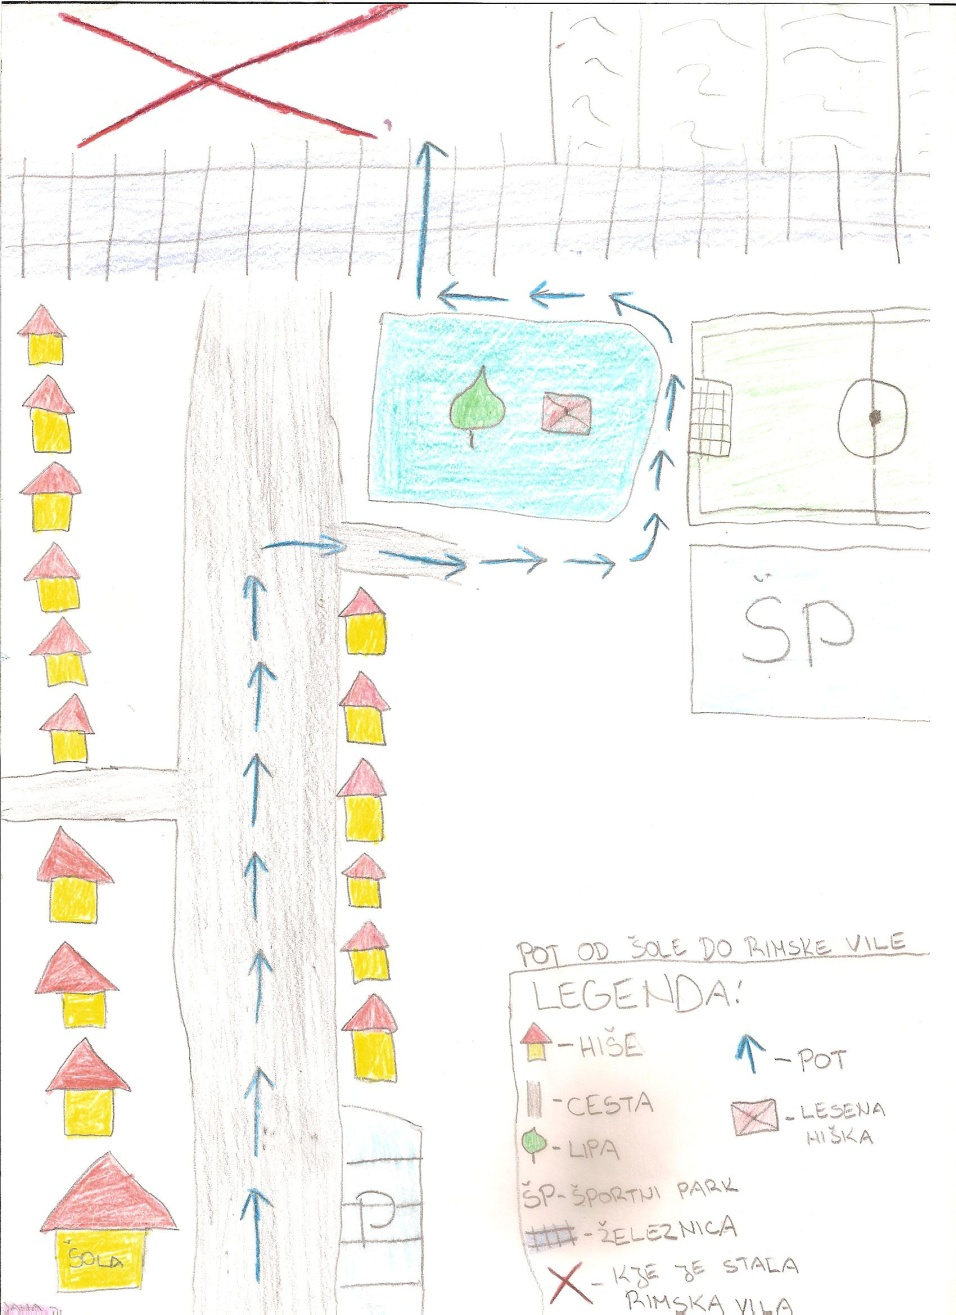 ŠP
POT OD ŠOLE DO RIMSKE VILE
LEGENDA:
- HIŠE
- POT
- CESTA
- LESENA
HIŠKA
- LIPA
ŠP - ŠPORTNI PARK
- ŽELEZNICA
- KJE JE STALA
RIMSKA VILA
P
ŠOLA